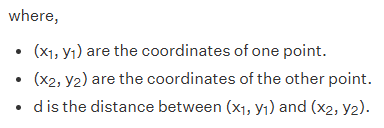 where,
• (x₁, y₁) are the coordinates of one point.
• (x₂, y₂) are the coordinates of the other point.
• d is the distance between (x₁, y₁) and (x₂, y₂).